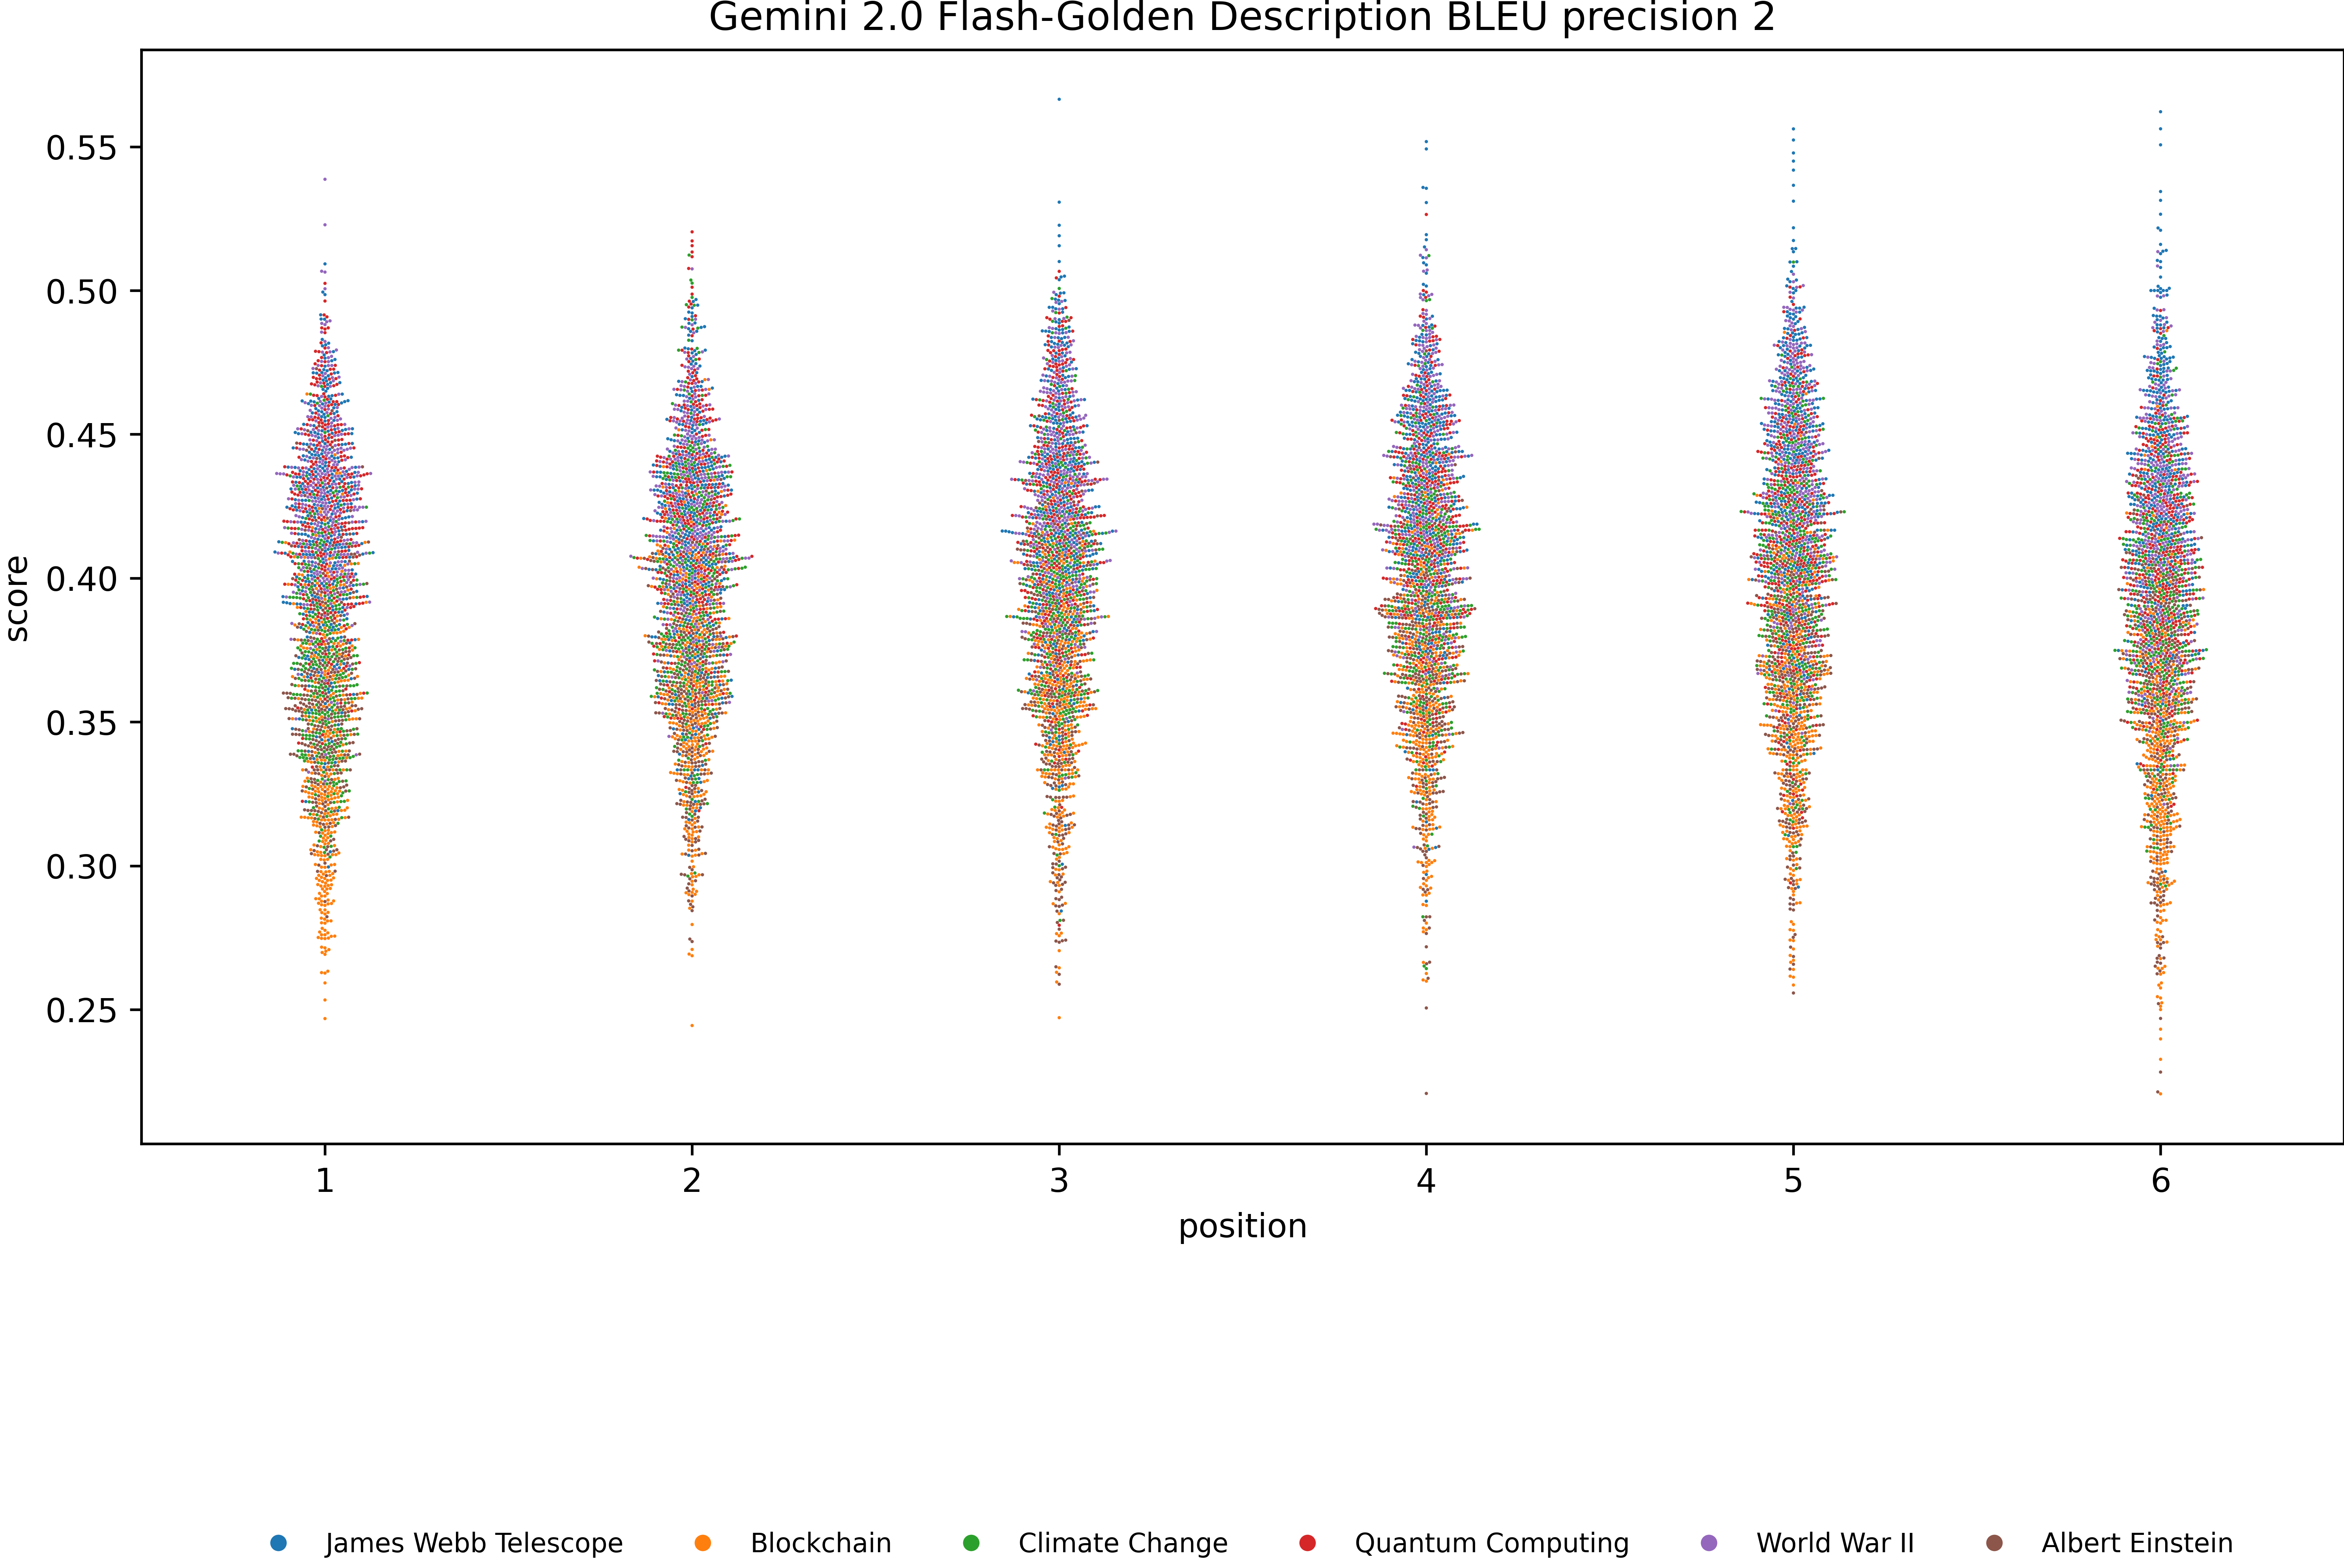 Gemini 2.0 Flash-Golden Description BLEU precision 2
score
0.55
0.50
0.45
0.40
0.35
0.30
0.25
1 2 3 4 5 6
position
James Webb Telescope Blockchain Climate Change Quantum Computing World War II Albert Einstein